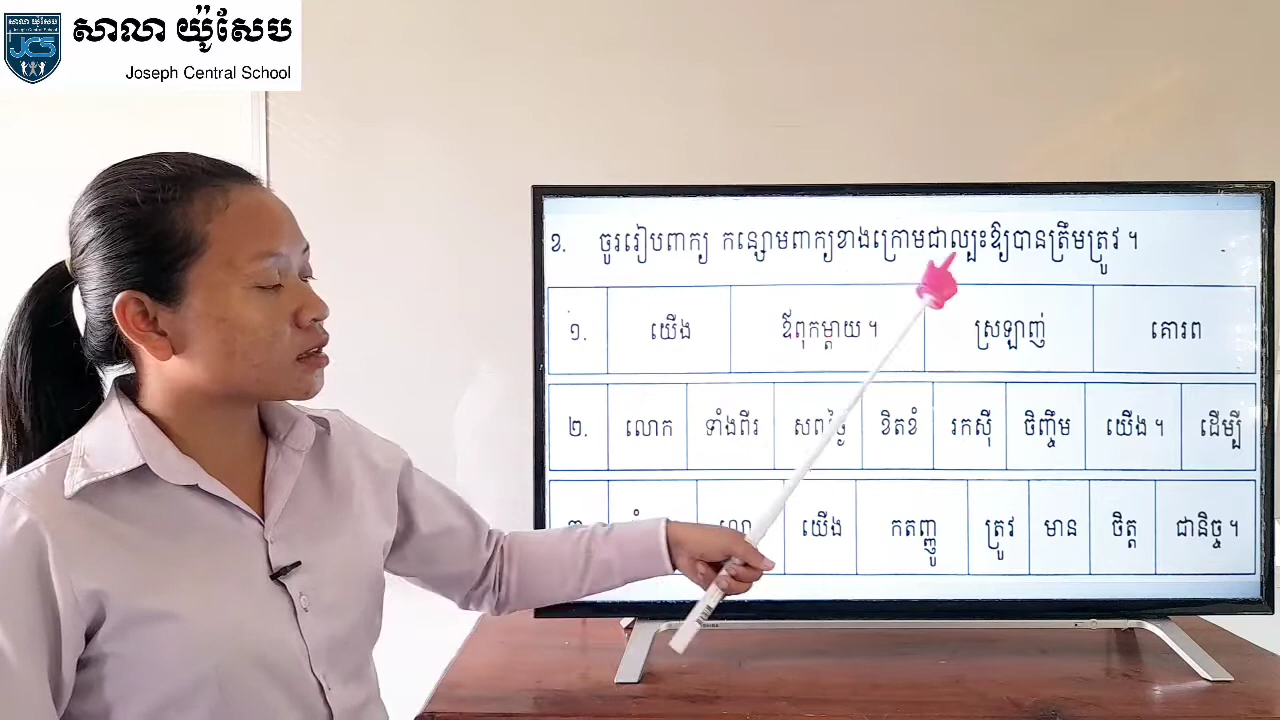 សាលា យ៉ូសែប
Joseph Central School
ខ. ចូររៀបពាក្យ កន្សោមពាក្យខាងក្រោមជាល្បះឱ្យបានត្រឹមត្រូវ ។
១. យើង ឪពុកម្ដាយ ។ ស្រឡាញ់ គោរព
២. លោក ទាំងពីរ ខិតខំ រកស៊ី ចិញ្ចឹម យើង ។ ដើម្បី
យើង កតញ្ញូ ត្រូវ មាន ចិត្ត ជានិច្ច ។